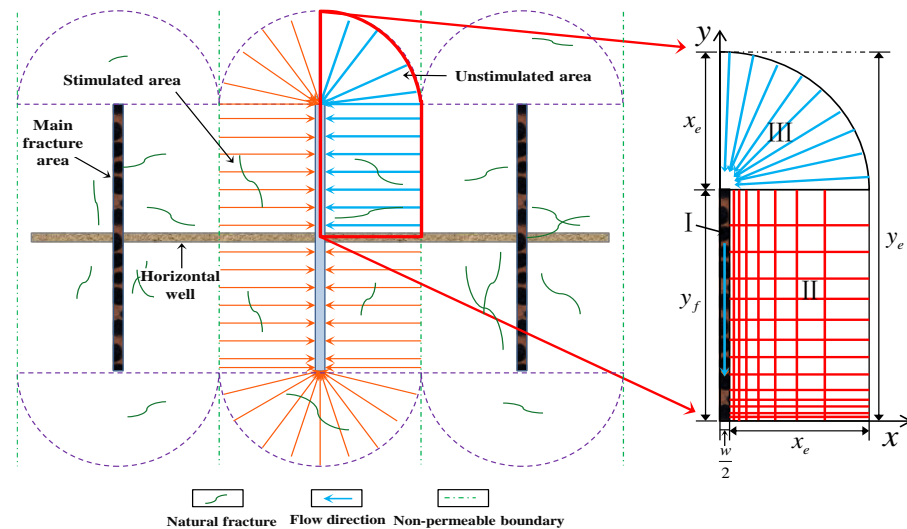 Stimulated area
Unstimulated area
Main
fracture
area
Horizontal
well
y
x_e
III
I
y_e
II
y_f
x
x_e
w
2
Natural fracture
Flow direction
Non-permeable boundary